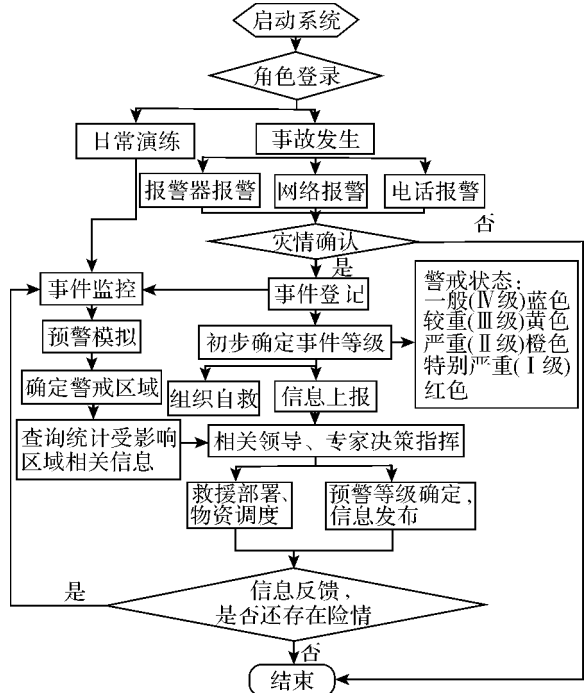 启动系统
角色登录
日常演练
事故发生
报警器报警
网络报警
电话报警
否
灾情确认
是
事件监控
事件登记
警戒状态:
一般(Ⅳ级)蓝色
较重(Ⅲ级)黄色
严重(Ⅱ级)橙色
特别严重(Ⅰ级)
红色
预警模拟
初步确定事件等级
确定警戒区域
组织自救
信息上报
查询统计受影响
区域相关信息
相关领导、专家决策指挥
救援部署、
物资调度
预警等级确定,
信息发布
是
信息反馈,
是否还存在险情
否
结束